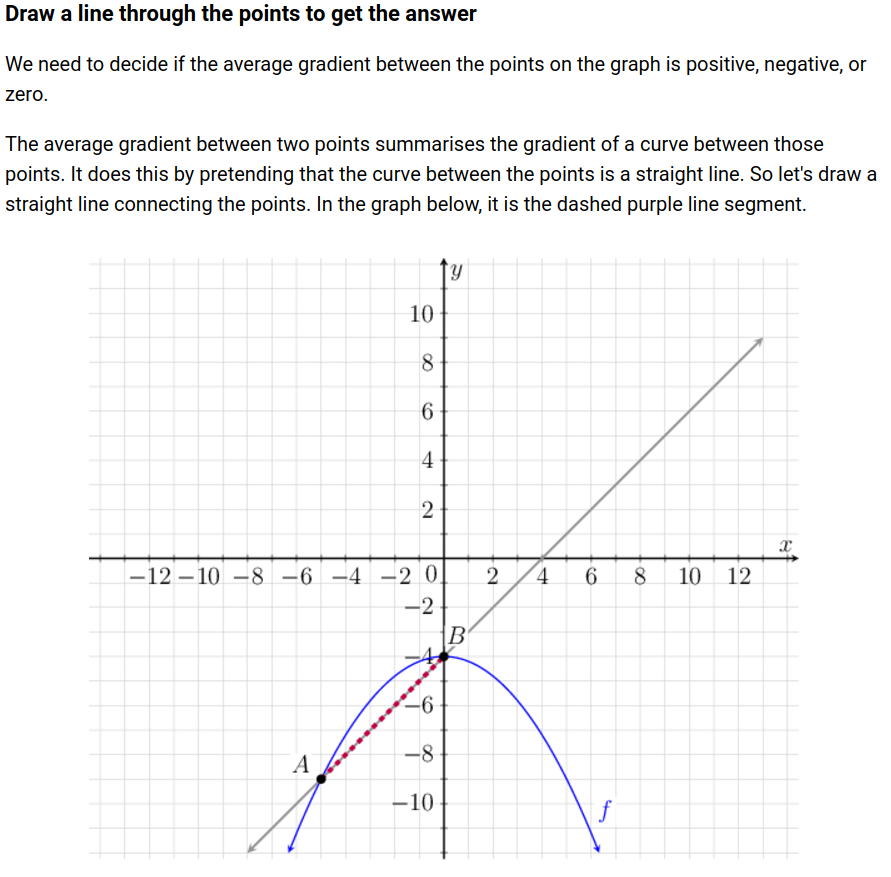 Draw a line through the points to get the answer
We need to decide if the average gradient between the points on the graph is positive, negative, or
zero.
The average gradient between two points summarises the gradient of a curve between those
points. It does this by pretending that the curve between the points is a straight line. So let's draw a
straight line connecting the points. In the graph below, it is the dashed purple line segment.
y
10
8
6
4
2
x
−12 −10 −8 −6 −4 −2 0 2 4 6 8 10 12
−2
B
−4
−6
−8
A
−10
f